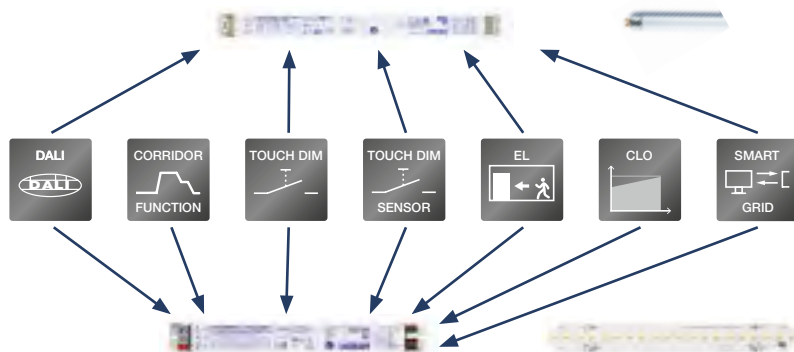 DALI
DALI
CORRIDOR
FUNCTION
TOUCH DIM
TOUCH DIM
SENSOR
EL
CLO
SMART
GRID